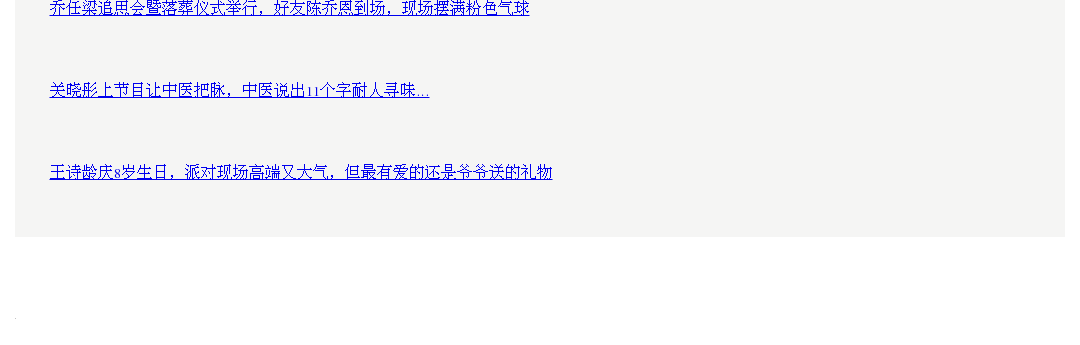 乔任梁追思会暨落葬仪式举行，好友陈乔恩到场，现场摆满粉色气球
关晓彤上节目让中医把脉，中医说出11个字耐人寻味...
王诗龄庆8岁生日，派对现场高端又大气，但最有爱的还是爷爷送的礼物